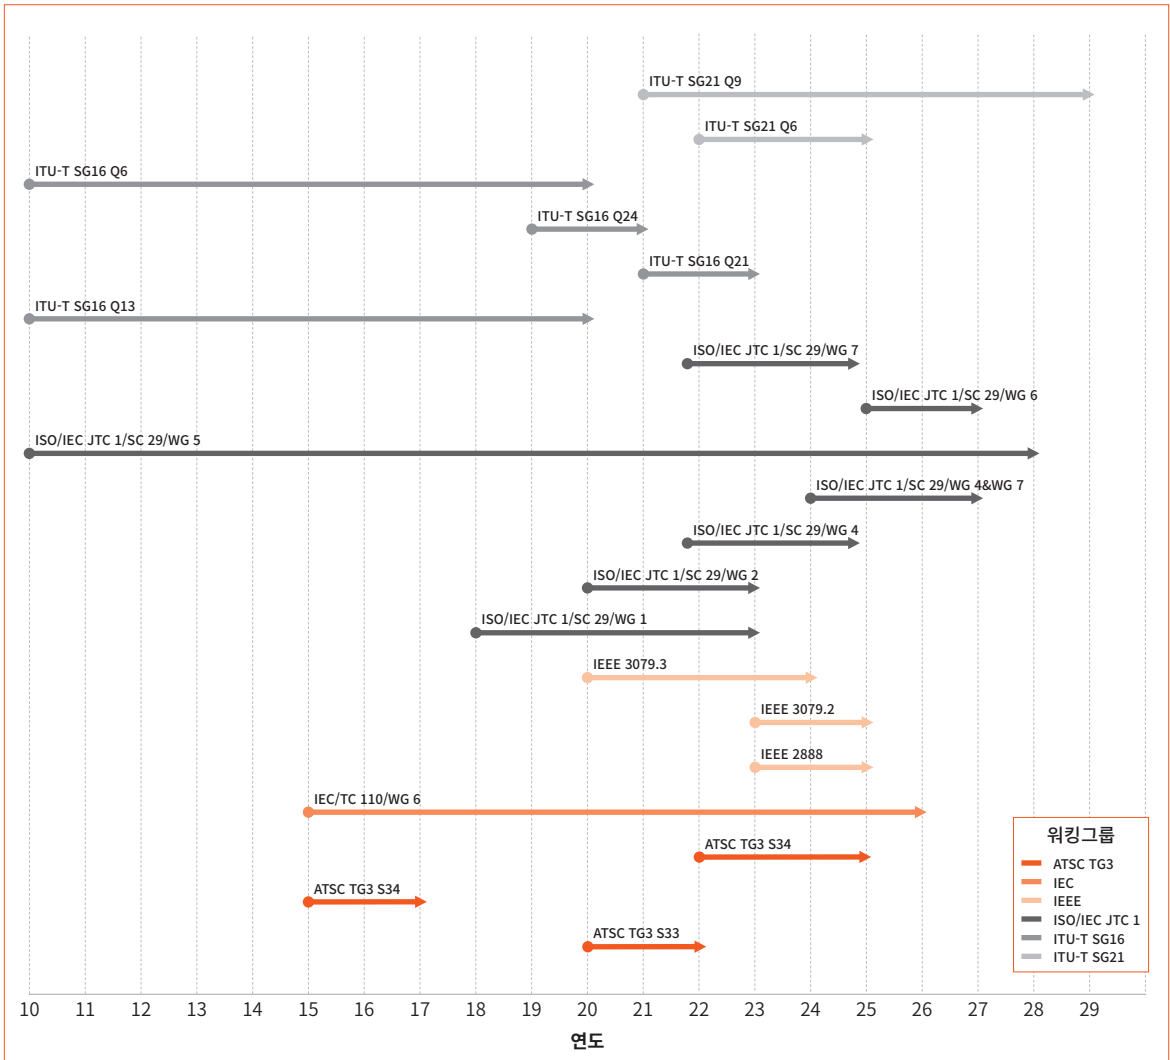 ITU-T SG21 Q9
ITU-T SG21 Q6
ITU-T SG16 Q6
ITU-T SG16 Q24
ITU-T SG16 Q21
ITU-T SG16 Q13
ISO/IEC JTC 1/SC 29/WG 7
ISO/IEC JTC 1/SC 29/WG 6
ISO/IEC JTC 1/SC 29/WG 5
ISO/IEC JTC 1/SC 29/WG 4&WG 7
ISO/IEC JTC 1/SC 29/WG 4
ISO/IEC JTC 1/SC 29/WG 2
ISO/IEC JTC 1/SC 29/WG 1
IEEE 3079.3
IEEE 3079.2
IEEE 2888
IEC/TC 110/WG 6
ATSC TG3 S34
ATSC TG3 S34
ATSC TG3 S33
워킹그룹
ATSC TG3
IEC
IEEE
ISO/IEC JTC 1
ITU-T SG16
ITU-T SG21
10 11 12 13 14 15 16 17 18 19 20 21 22 23 24 25 26 27 28 29
연도